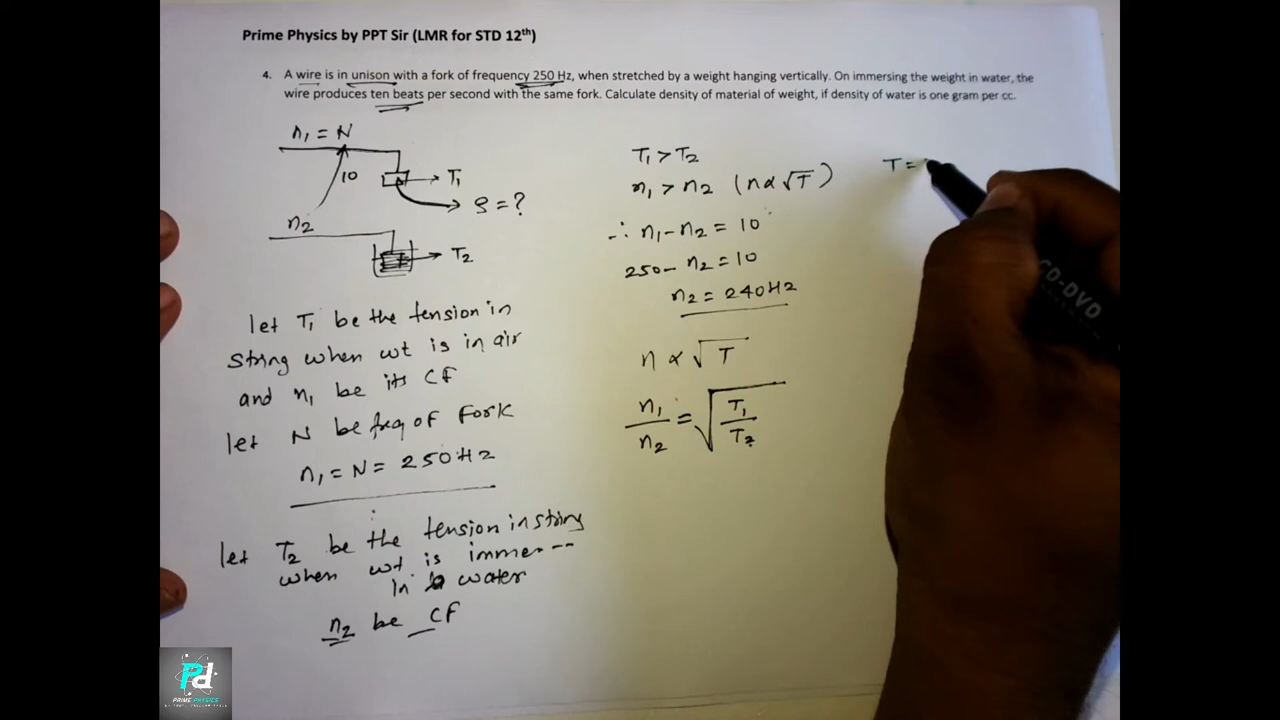 Prime Physics by PPT Sir (LMR for STD 12th)
4. A wire is in unison with a fork of frequency 250 Hz, when stretched by a weight hanging vertically. On immersing the weight in water, the
wire produces ten beats per second with the same fork. Calculate density of material of weight, if density of water is one gram per cc.
n₁ = N
10
T₁
ρ = ?
n₂
T₂
let T₁ be the tension in
string when wt is in air
and n₁ be its CF
let N be freq of fork
n₁ = N = 250 Hz
let T₂ be the tension in string
when wt is imme---
In water
n₂ be CF
T₁ > T₂
n₁ > n₂ (n ∝ √T)
∴ n₁ - n₂ = 10
250 - n₂ = 10
n₂ = 240 Hz
n ∝ √T
n₁/n₂ = √(T₁/T₂)
T =
CD-DVD
Pd
PRIME PHYSICS